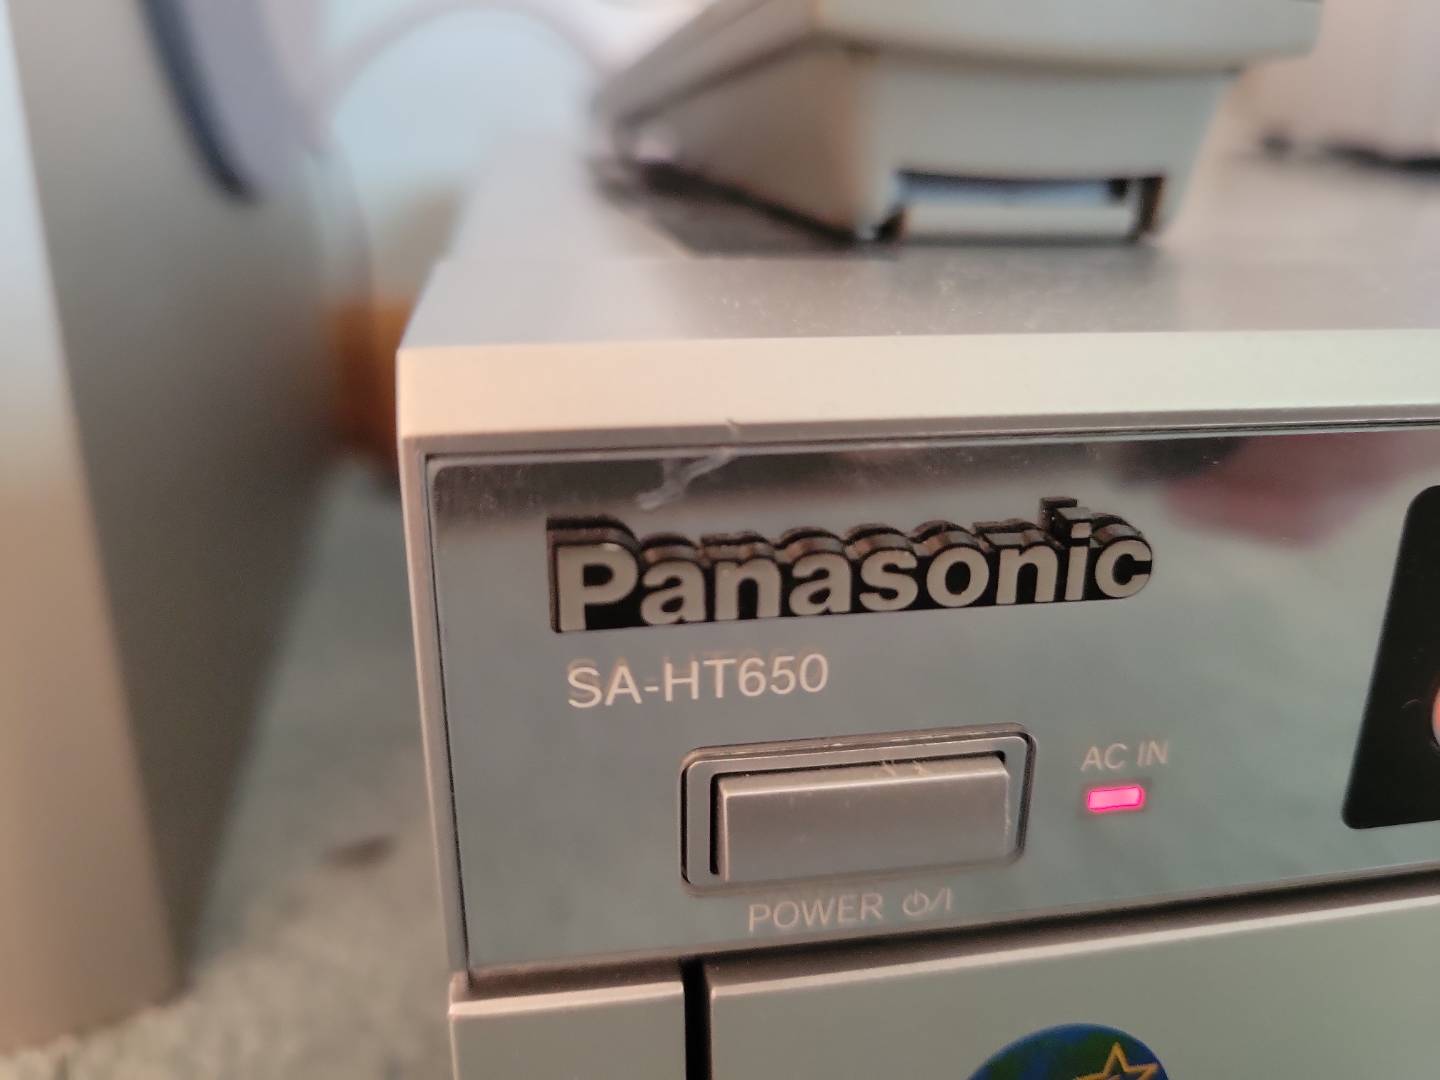 Panasonic
SA-HT650
AC IN
POWER ⏻/I